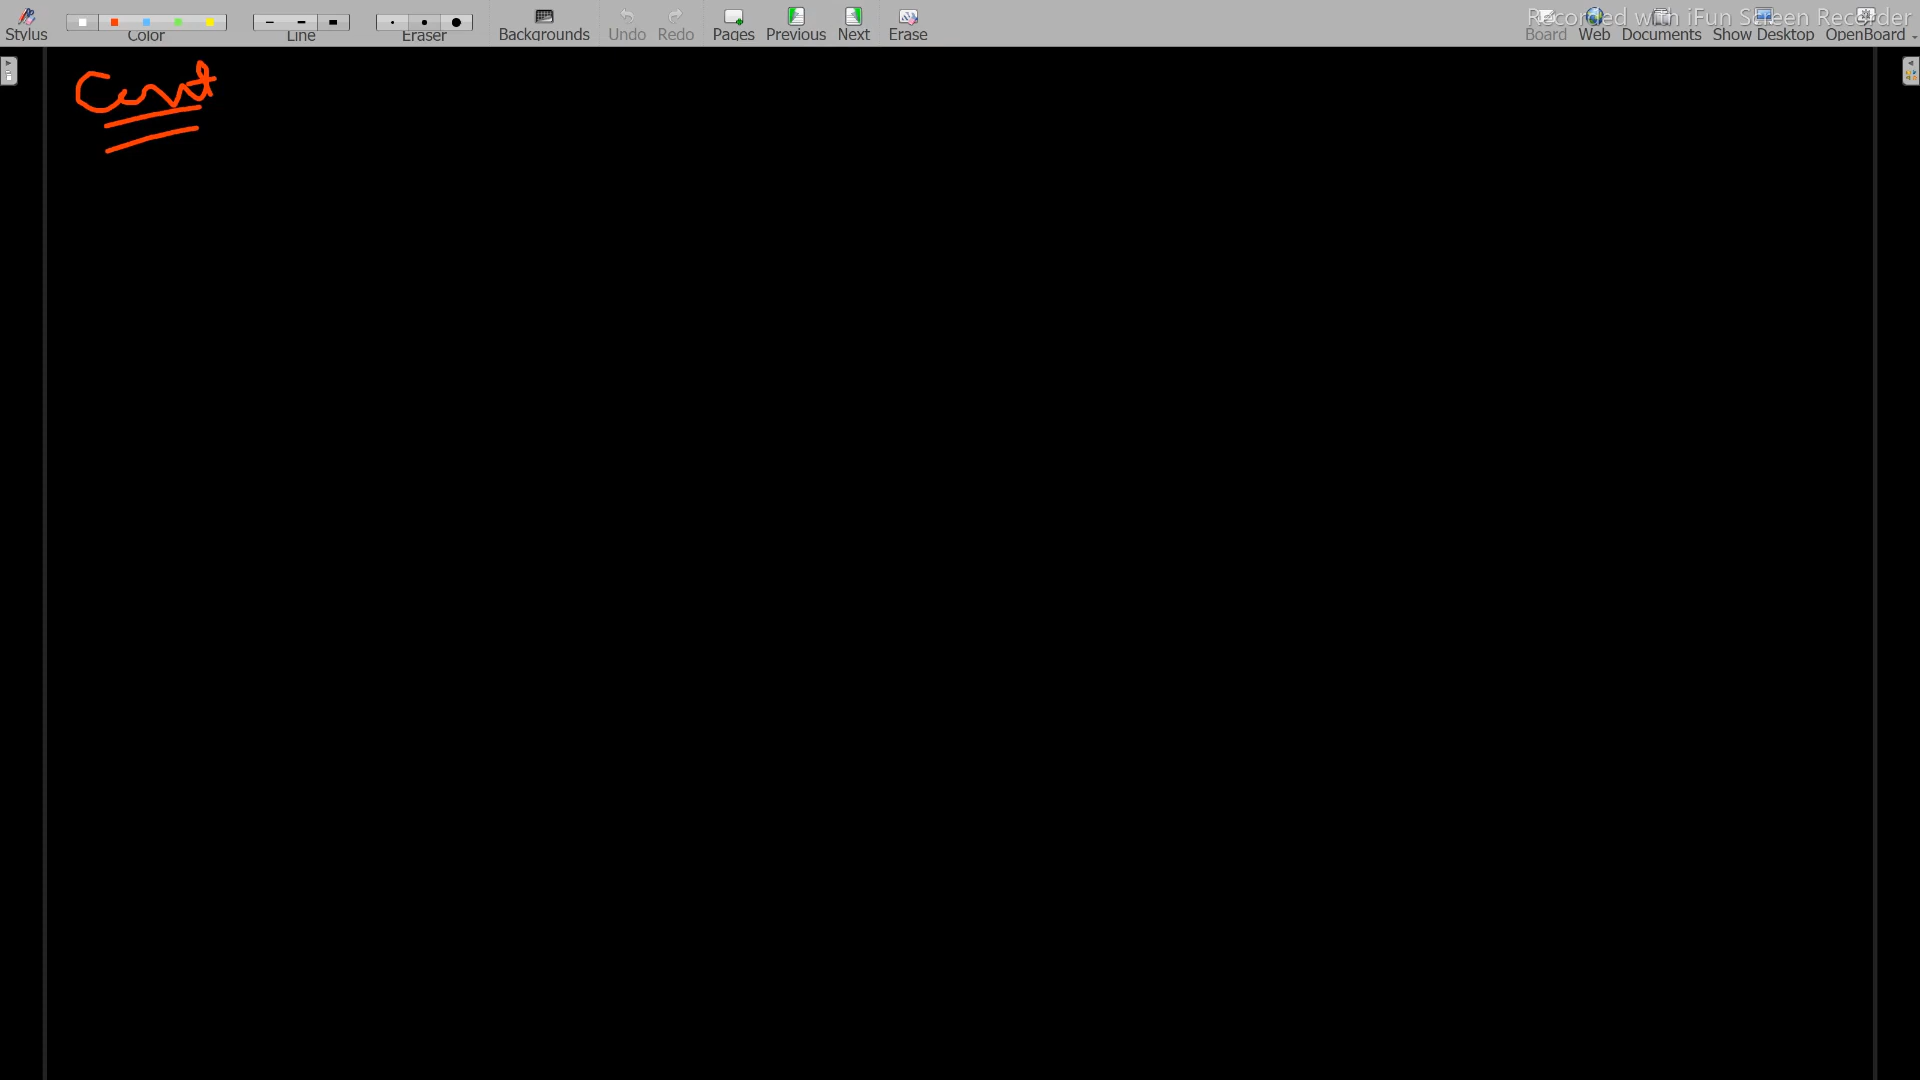 Recorded with iFun Screen Recorder
Stylus Color Line Eraser Backgrounds Undo Redo Pages Previous Next Erase Board Web Documents Show Desktop OpenBoard